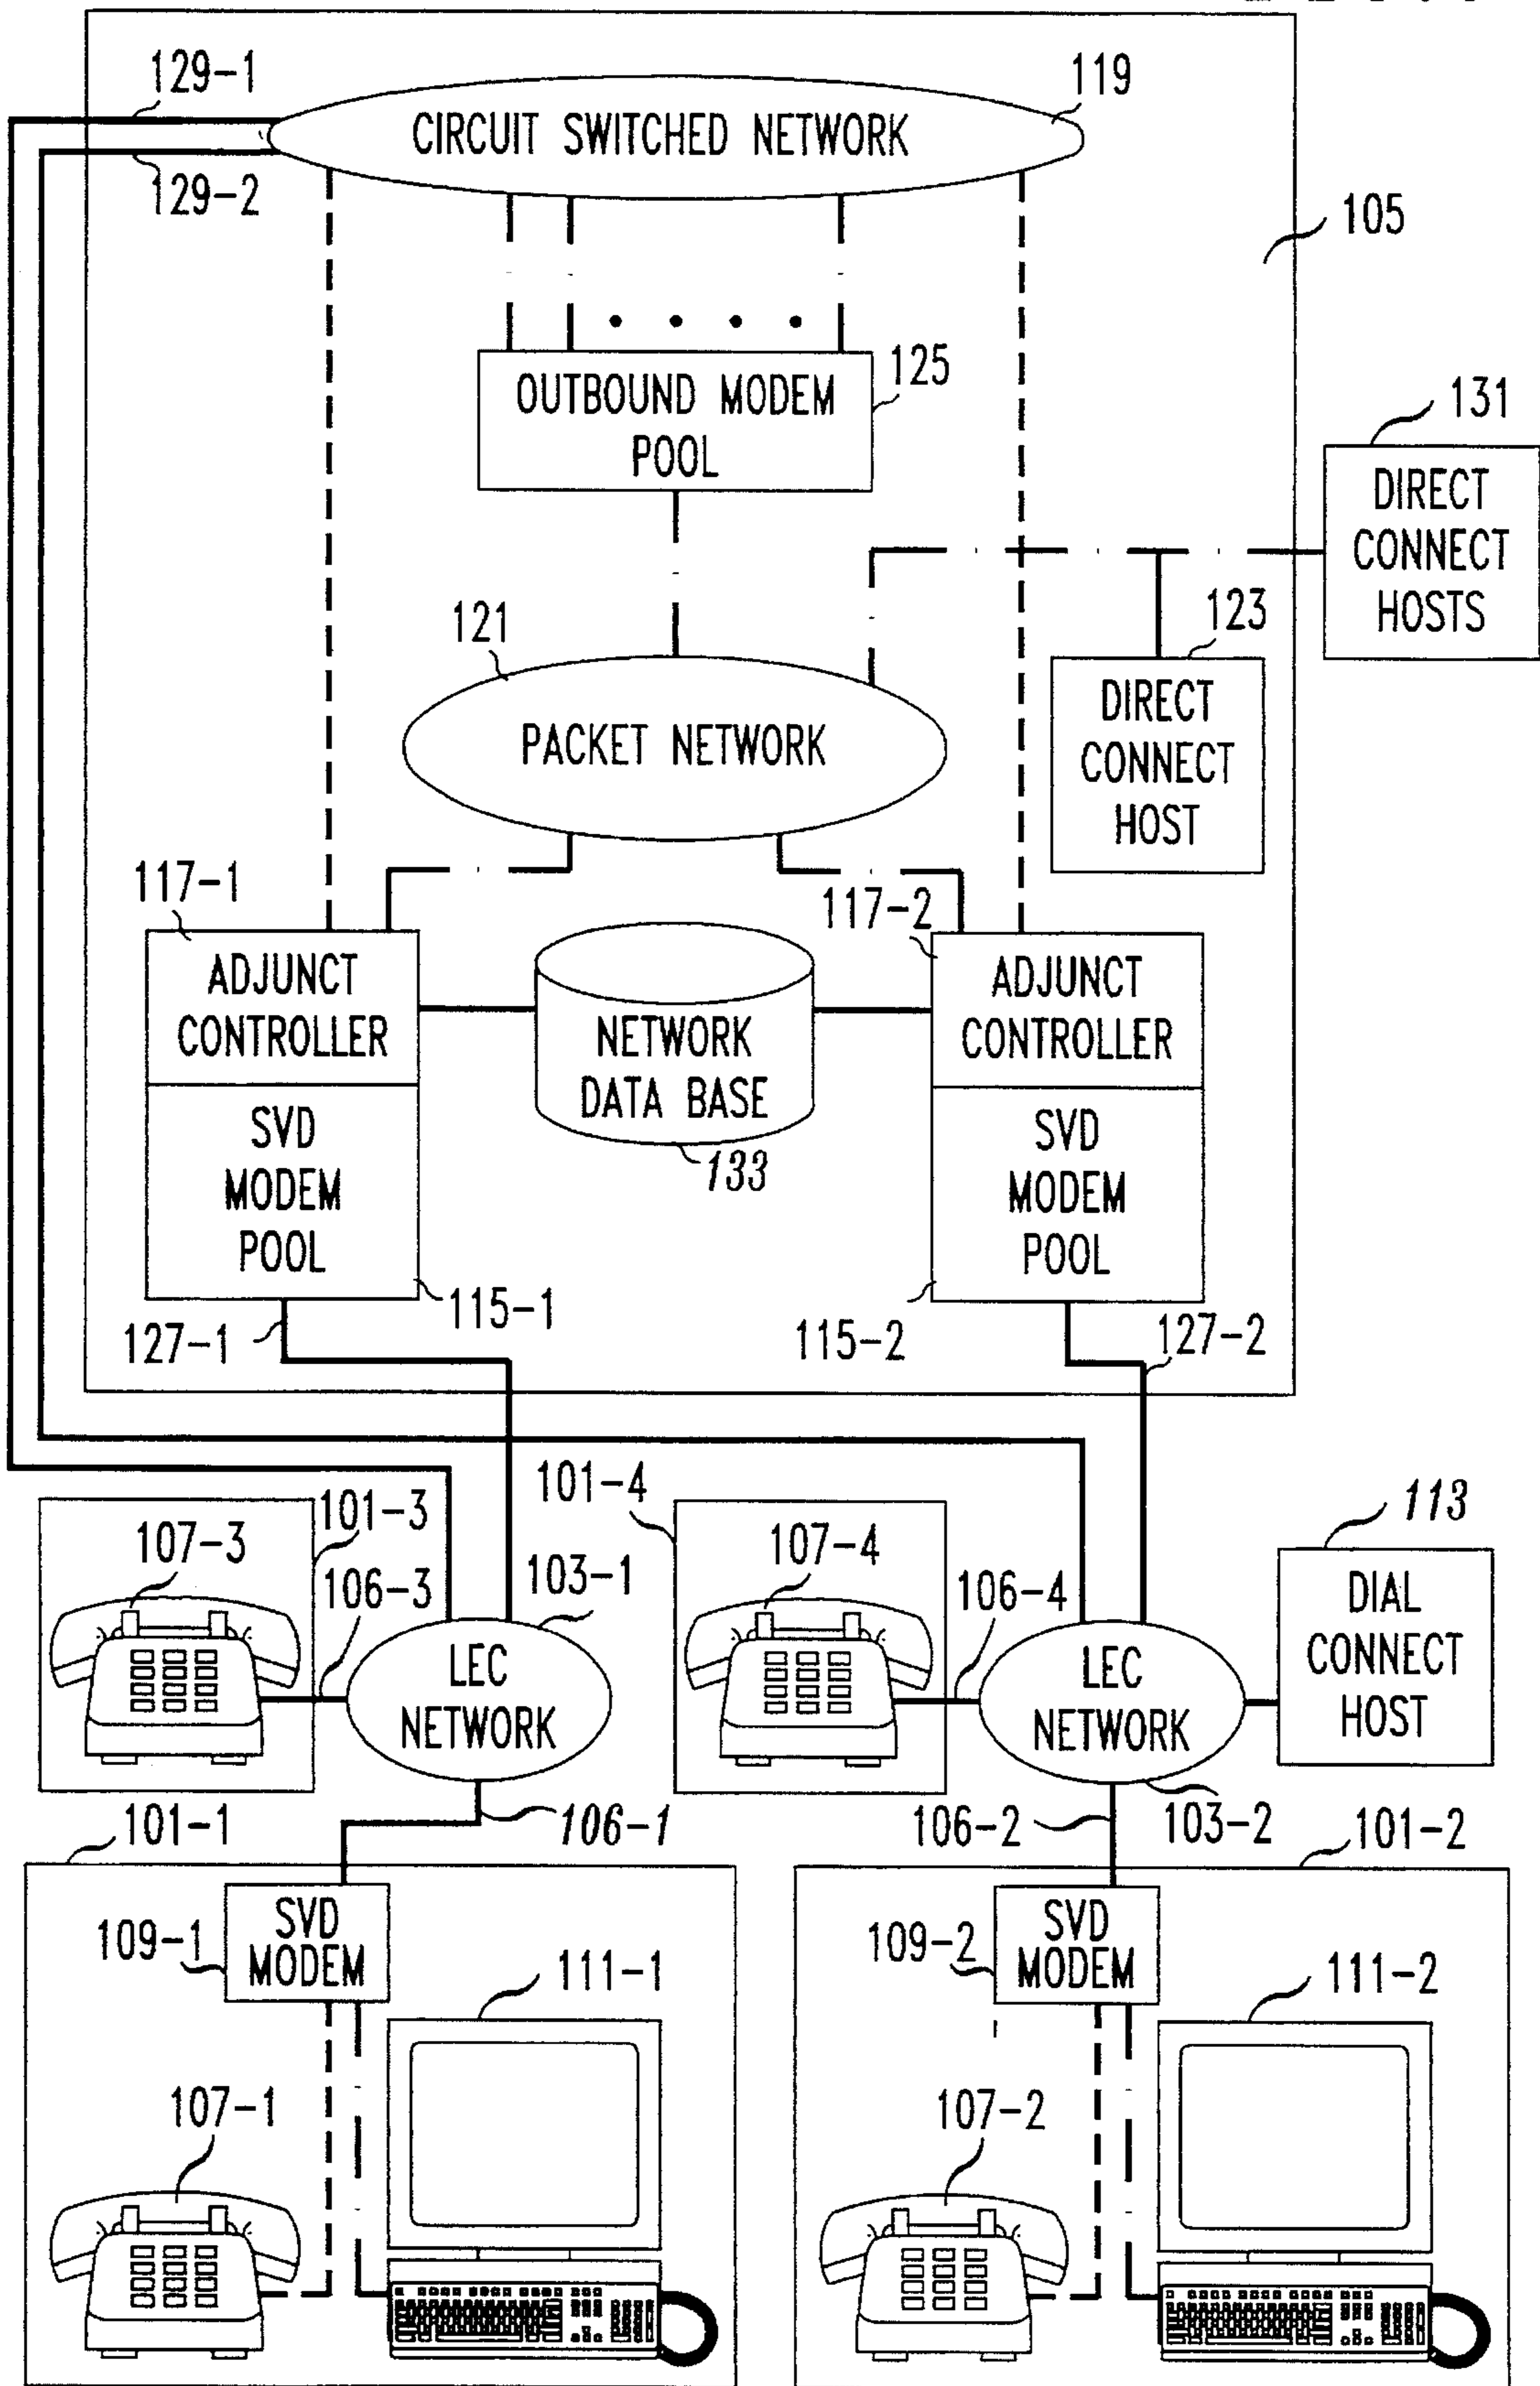 129-1
119
CIRCUIT SWITCHED NETWORK
129-2
105
125
OUTBOUND MODEM
POOL
131
DIRECT
CONNECT
HOSTS
121
123
PACKET NETWORK
DIRECT
CONNECT
HOST
117-1
117-2
ADJUNCT
CONTROLLER
NETWORK
DATA BASE
133
ADJUNCT
CONTROLLER
SVD
MODEM
POOL
SVD
MODEM
POOL
127-1
115-1
115-2
127-2
101-3
101-4
113
107-3
106-3
103-1
107-4
106-4
LEC
NETWORK
LEC
NETWORK
DIAL
CONNECT
HOST
101-1
106-1
106-2
103-2
101-2
109-1
SVD
MODEM
111-1
109-2
SVD
MODEM
111-2
107-1
107-2